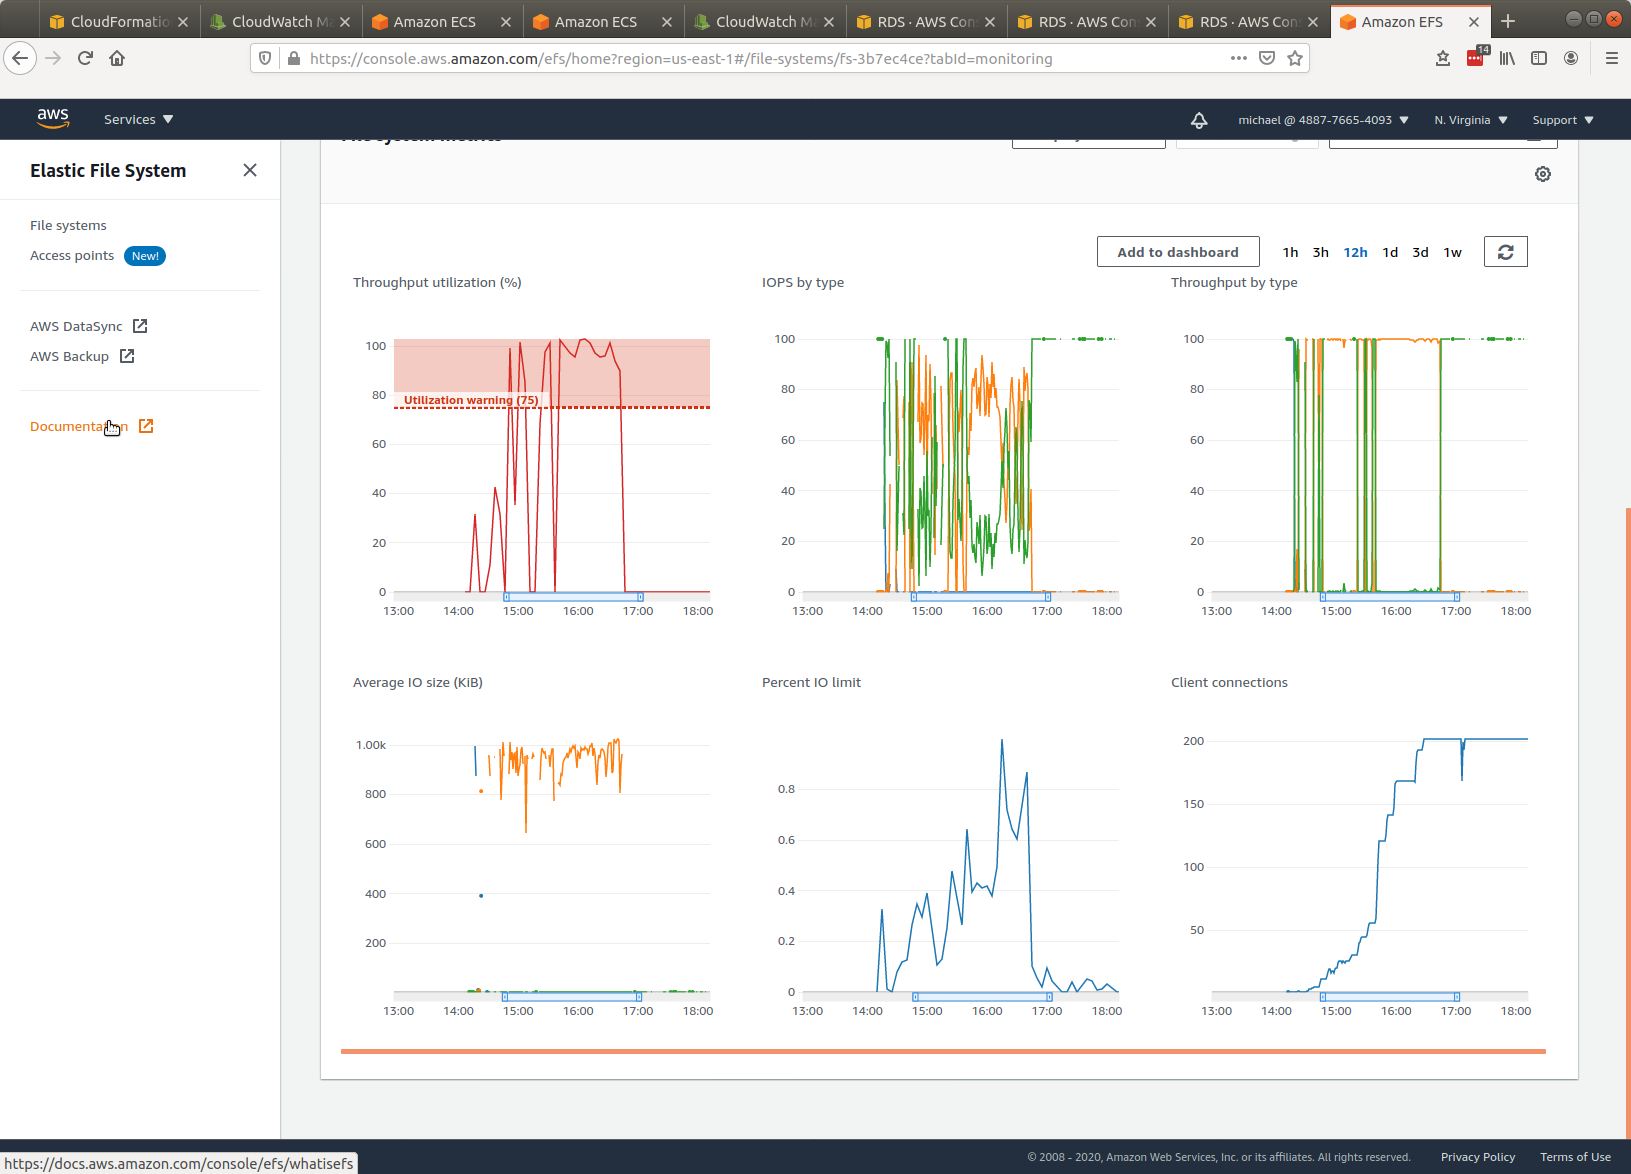 CloudFormatio
CloudWatch Ma
Amazon ECS
Amazon ECS
CloudWatch Ma
RDS · AWS Con
RDS · AWS Con
RDS · AWS Con
Amazon EFS
https://console.aws.amazon.com/efs/home?region=us-east-1#/file-systems/fs-3b7ec4ce?tabId=monitoring
14
aws
Services
michael @ 4887-7665-4093
N. Virginia
Support
Elastic File System
File systems
Access points New!
AWS DataSync
AWS Backup
Documentation
Add to dashboard
1h 3h 12h 1d 3d 1w
Throughput utilization (%)
100
80
60
40
20
0
Utilization warning (75)
13:00 14:00 15:00 16:00 17:00 18:00
IOPS by type
100
80
60
40
20
0
13:00 14:00 15:00 16:00 17:00 18:00
Throughput by type
100
80
60
40
20
0
13:00 14:00 15:00 16:00 17:00 18:00
Average IO size (KiB)
1.00k
800
600
400
200
13:00 14:00 15:00 16:00 17:00 18:00
Percent IO limit
0.8
0.6
0.4
0.2
0
13:00 14:00 15:00 16:00 17:00 18:00
Client connections
200
150
100
50
13:00 14:00 15:00 16:00 17:00 18:00
© 2008 - 2020, Amazon Web Services, Inc. or its affiliates. All rights reserved.
Privacy Policy
Terms of Use
https://docs.aws.amazon.com/console/efs/whatisefs